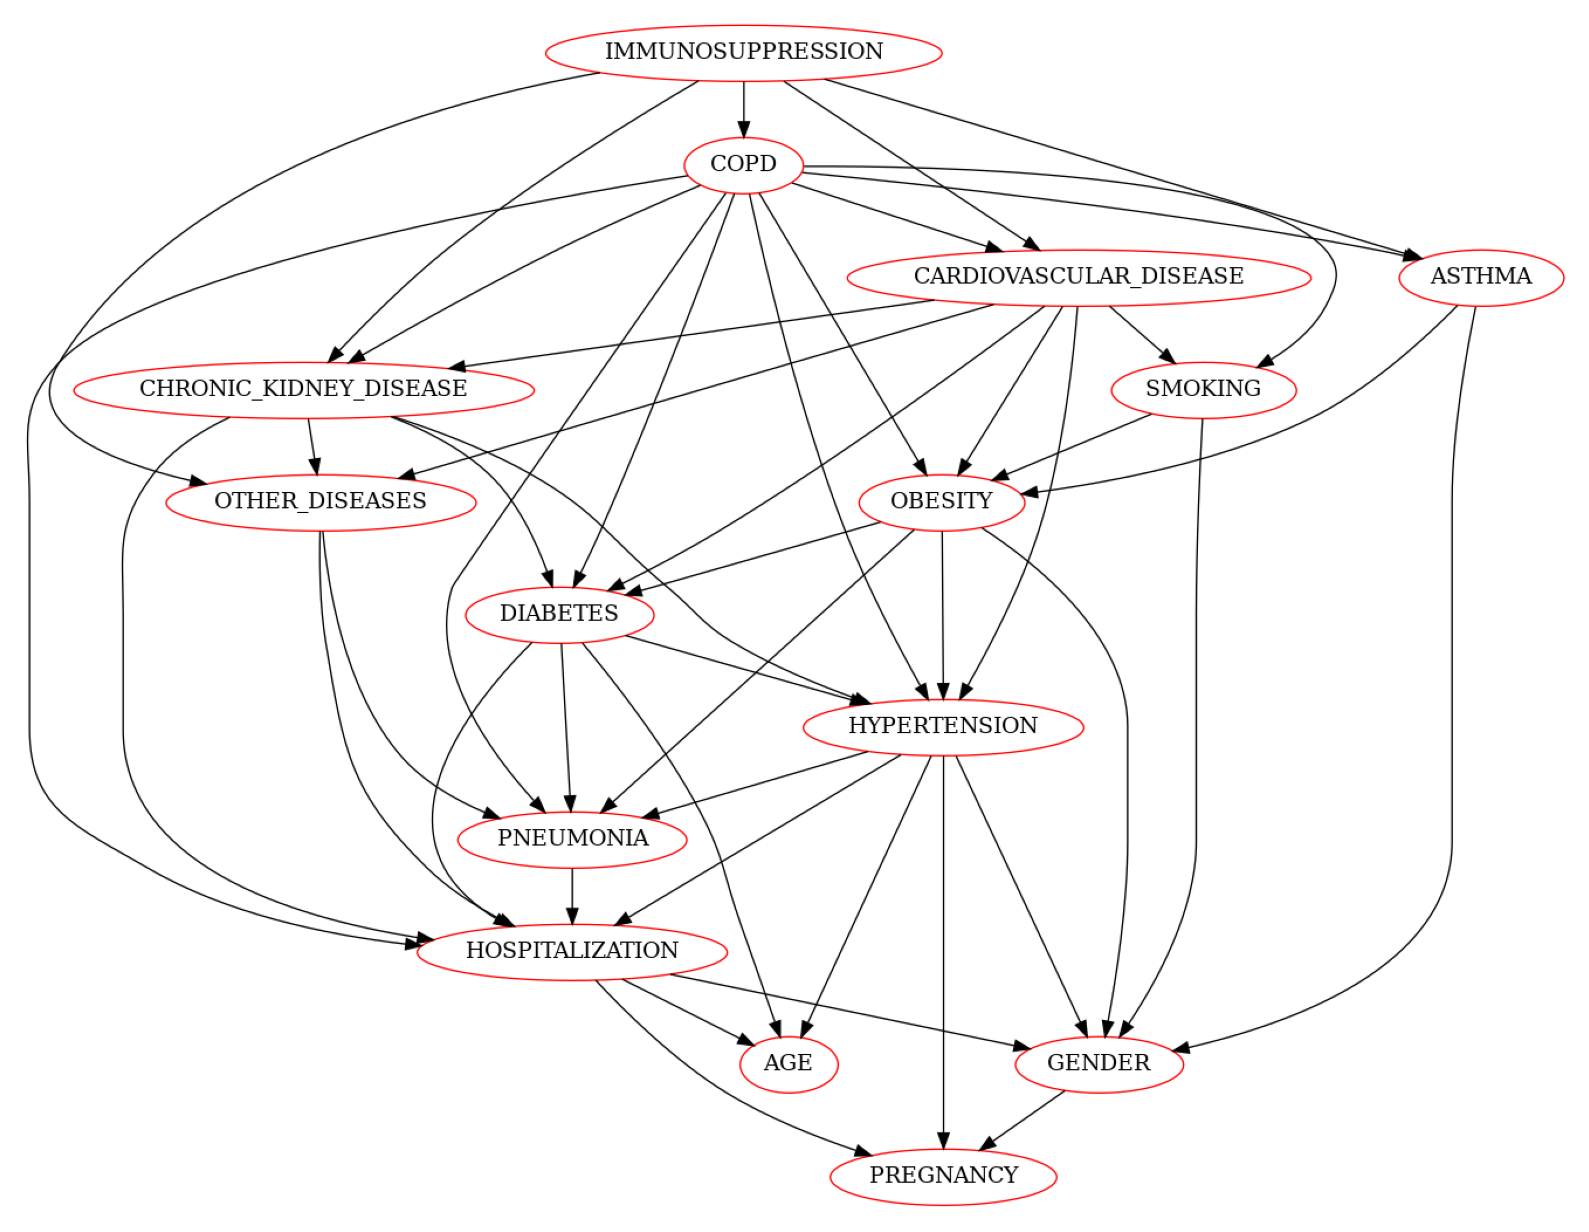 IMMUNOSUPPRESSION
COPD
CARDIOVASCULAR_DISEASE
ASTHMA
CHRONIC_KIDNEY_DISEASE
SMOKING
OTHER_DISEASES
OBESITY
DIABETES
HYPERTENSION
PNEUMONIA
HOSPITALIZATION
AGE
GENDER
PREGNANCY